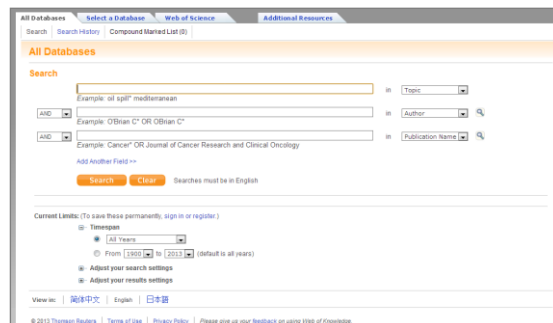 All Databases Select a Database Web of Science Additional Resources
Search Search History Compound Marked List (0)
All Databases
Search
in Topic
Example: oil spill* mediterranean
AND in Author
Example: O'Brian C* OR OBrian C*
AND in Publication Name
Example: Cancer* OR Journal of Cancer Research and Clinical Oncology
Add Another Field >>
Search Clear Searches must be in English
Current Limits: (To save these permanently, sign in or register.)
Timespan
All Years
From 1900 to 2013 (default is all years)
Adjust your search settings
Adjust your results settings
View in: 简体中文 English 日本語
© 2013 Thomson Reuters Terms of Use Privacy Policy Please give us your feedback on using Web of Knowledge.